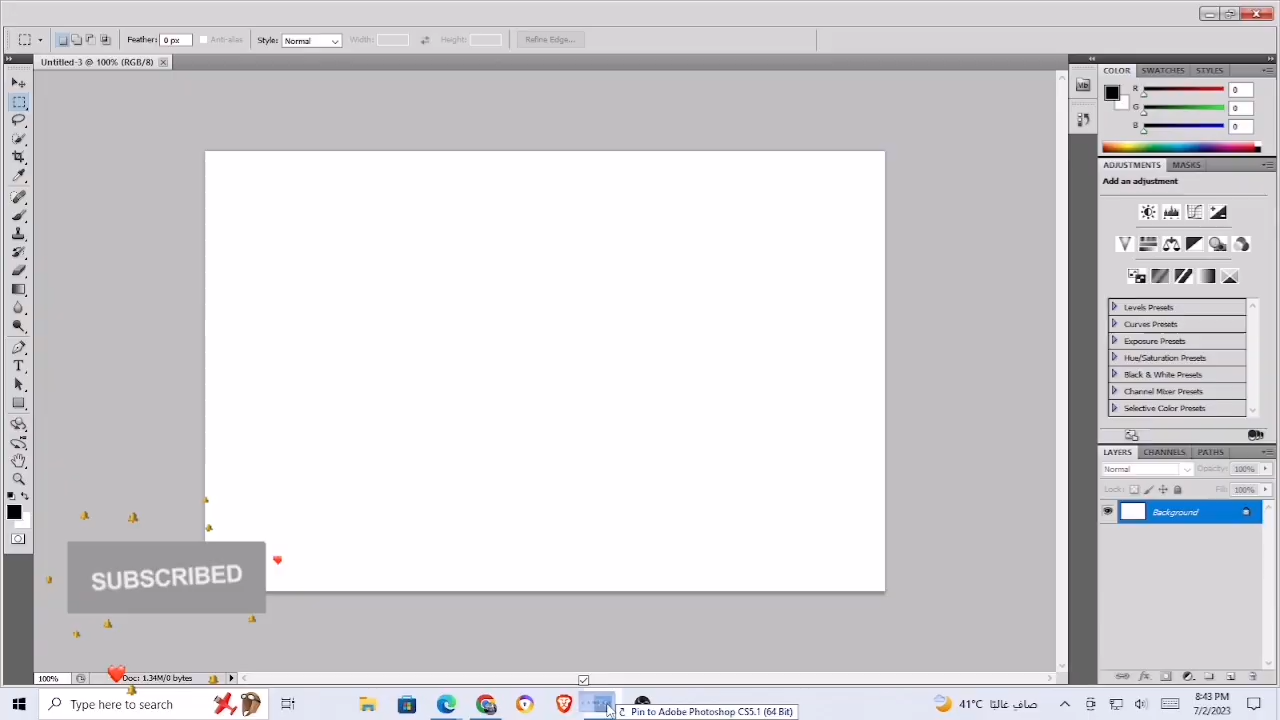 Feather: 0 px
Anti-alias
Style: Normal
Width:
Height:
Refine Edge...
Untitled-3 @ 100% (RGB/8)
COLOR SWATCHES STYLES
R 0
G 0
B 0
ADJUSTMENTS MASKS
Add an adjustment
Levels Presets
Curves Presets
Exposure Presets
Hue/Saturation Presets
Black & White Presets
Channel Mixer Presets
Selective Color Presets
LAYERS CHANNELS PATHS
Normal Opacity: 100%
Lock: Fill: 100%
Background
SUBSCRIBED
100% Doc: 1.34M/0 bytes
Type here to search
Pin to Adobe Photoshop CS5.1 (64 Bit)
41°C صافٍ غالبًا
8:43 PM
7/2/2023